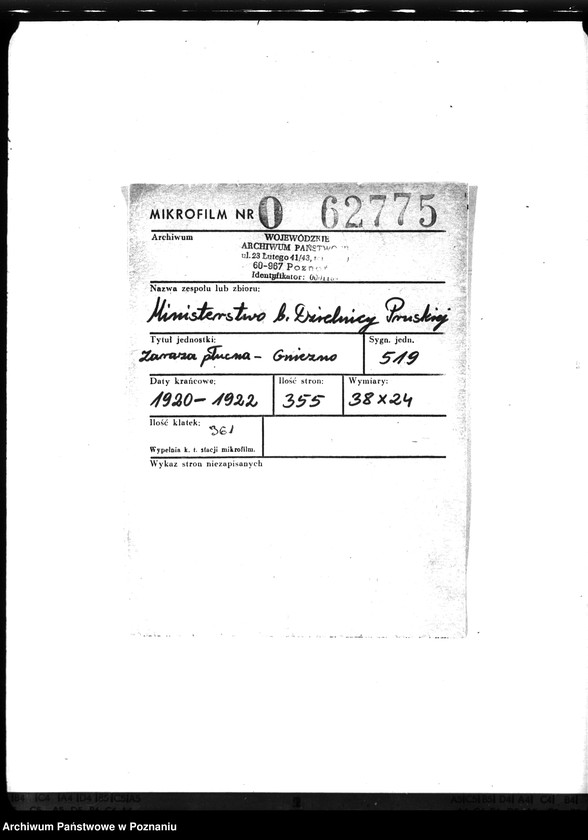 MIKROFILM NR 0 62775
Archiwum
WOJEWÓDZKIE
ARCHIWUM PAŃSTWO
ul. 23 Lutego 41/43,
60-967 Pozn
Identyfikator:
Nazwa zespołu lub zbioru:
Ministerstwo b. Dzielnicy Pruskiej
Tytuł jednostki: Sygn. jedn.
Zaraza płucna - Gniezno 519
Daty krańcowe: Ilość stron: Wymiary:
1920-1922 355 38x24
Ilość klatek:
361
Wypełnia k. t. stacji mikrofilm.
Wykaz stron niezapisanych
Archiwum Państwowe w Poznaniu